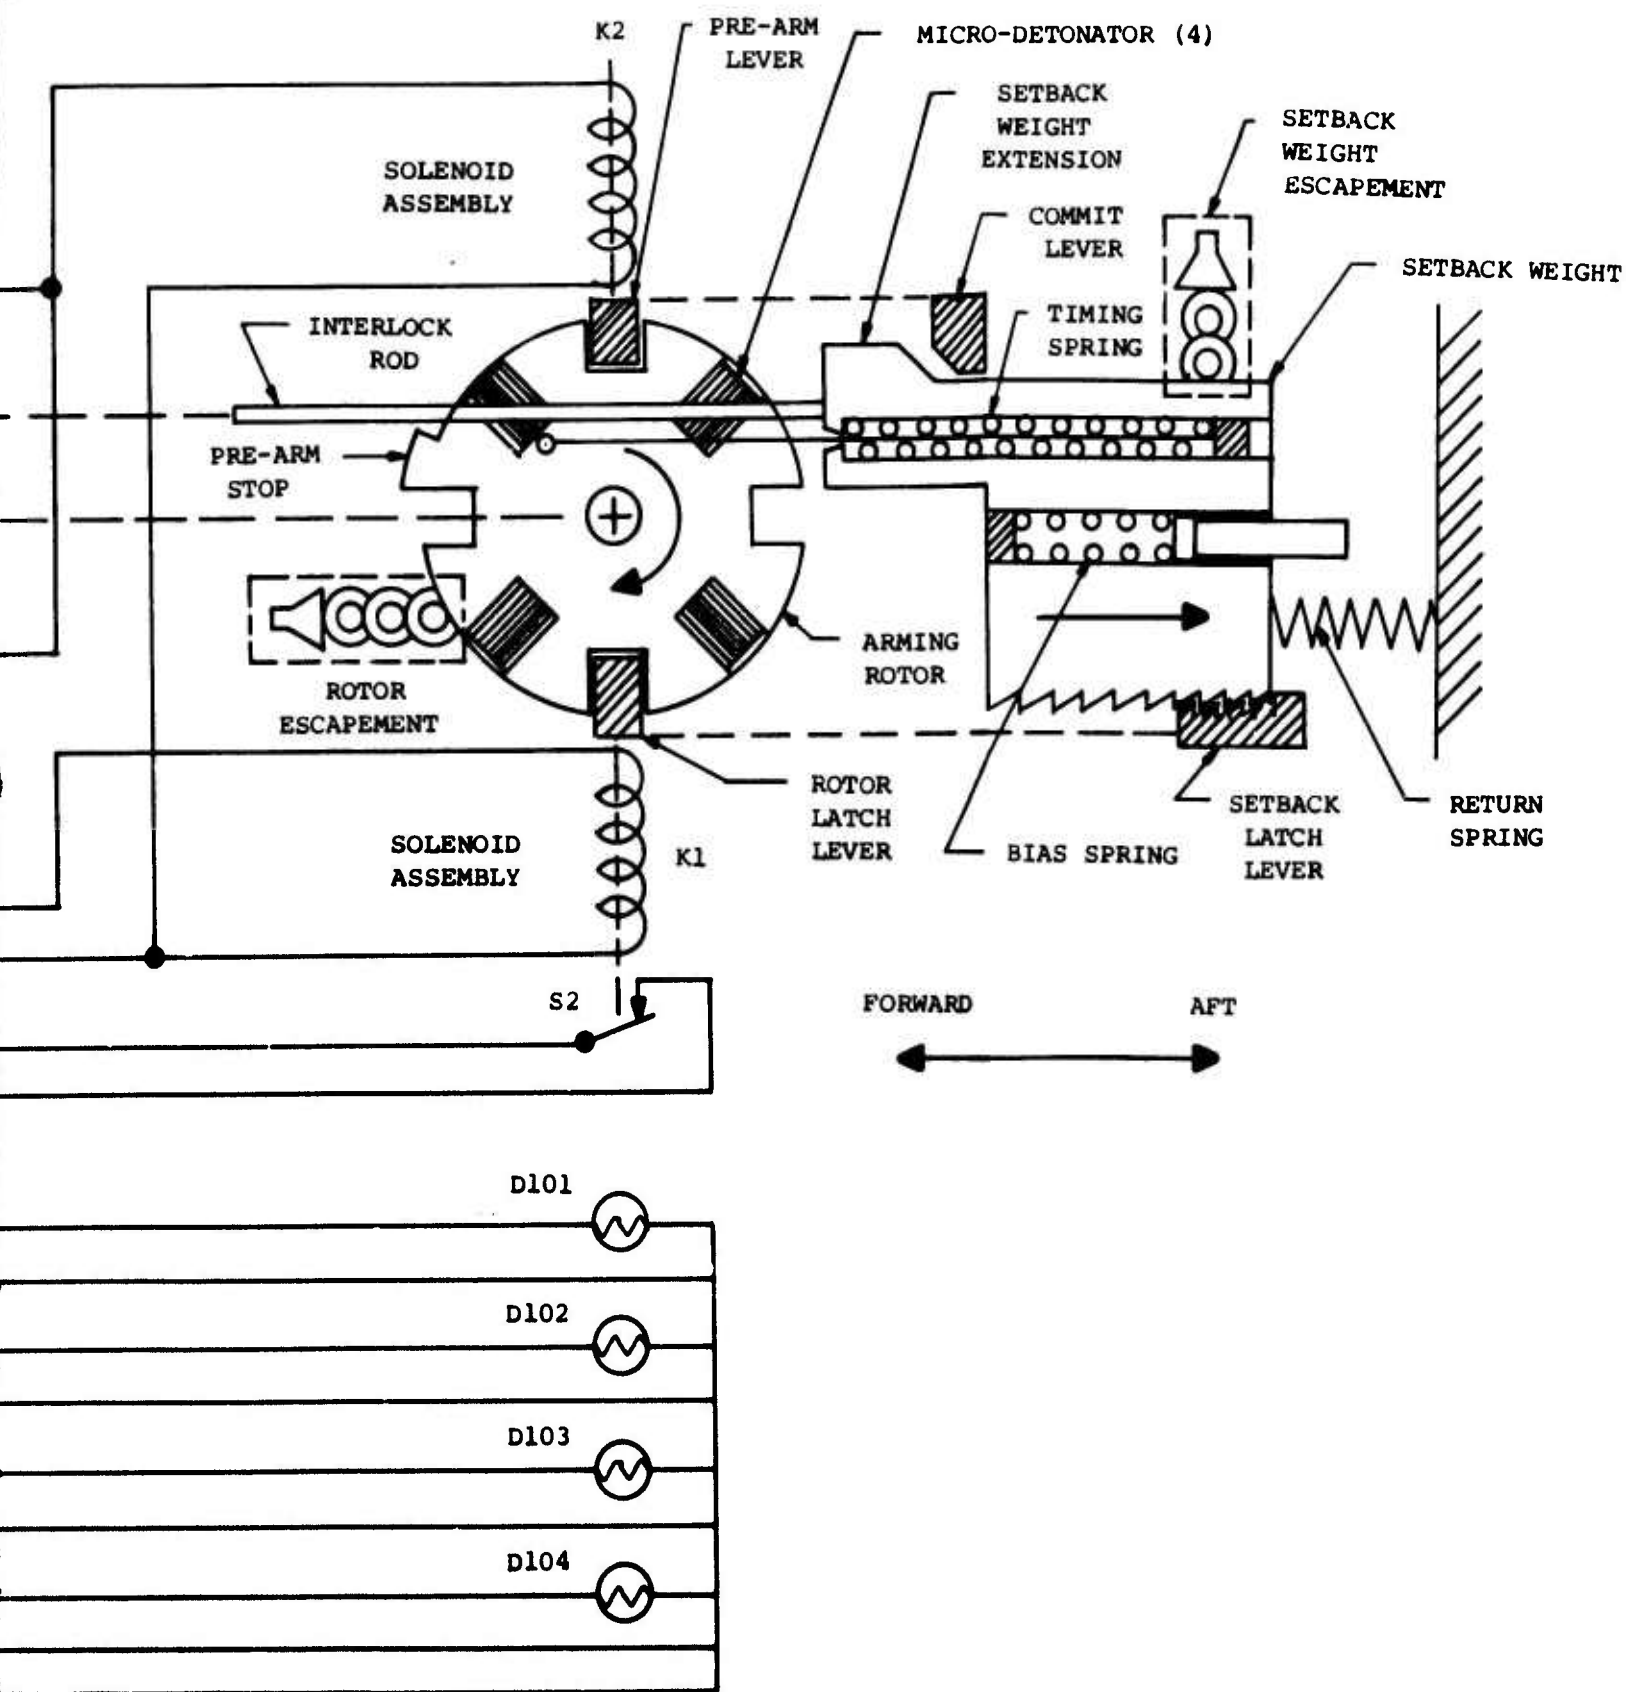 K2
PRE-ARM
LEVER
MICRO-DETONATOR (4)
SETBACK
WEIGHT
EXTENSION
SETBACK
WEIGHT
ESCAPEMENT
SOLENOID
ASSEMBLY
COMMIT
LEVER
SETBACK WEIGHT
INTERLOCK
ROD
TIMING
SPRING
PRE-ARM
STOP
ARMING
ROTOR
ROTOR
ESCAPEMENT
ROTOR
LATCH
LEVER
BIAS SPRING
SETBACK
LATCH
LEVER
RETURN
SPRING
SOLENOID
ASSEMBLY
K1
S2
FORWARD
AFT
D101
D102
D103
D104